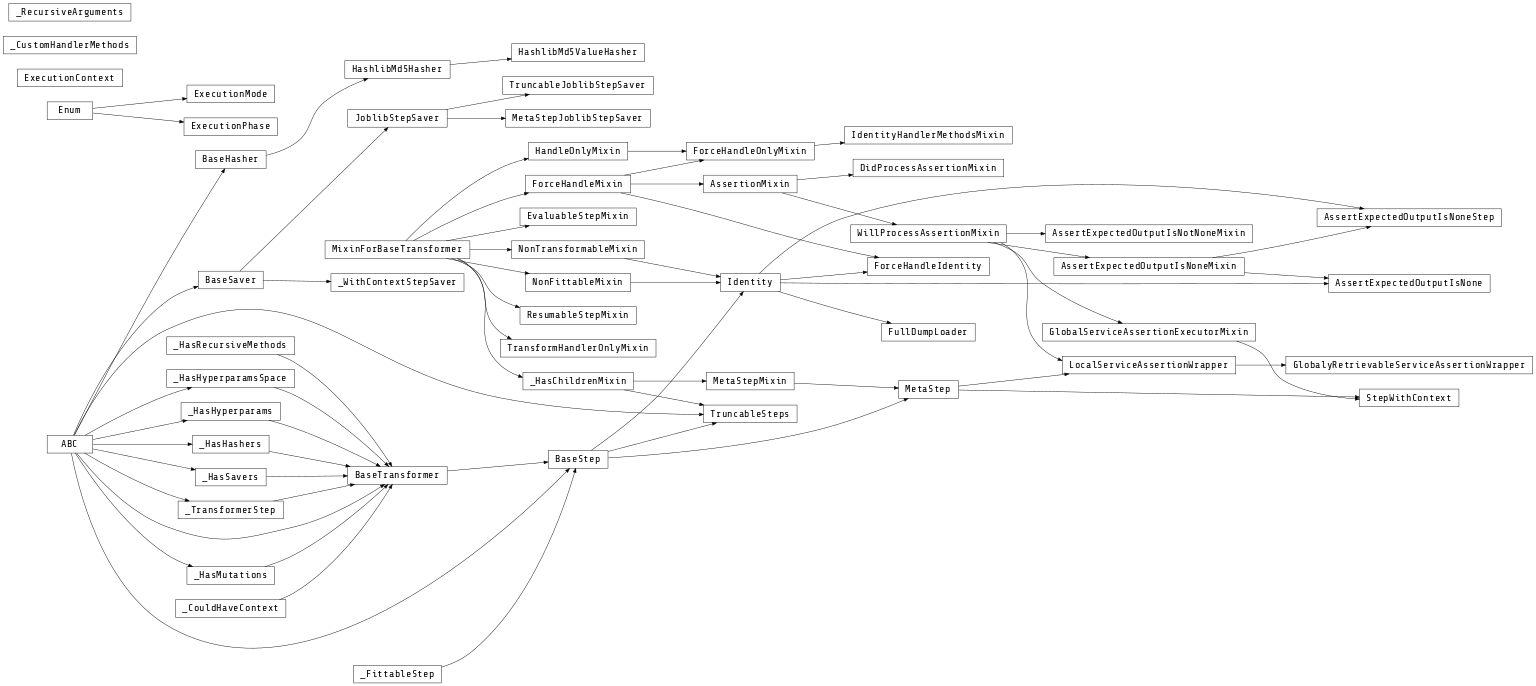 _RecursiveArguments
_CustomHandlerMethods
ExecutionContext
Enum
ExecutionMode
ExecutionPhase
BaseHasher
HashlibMd5Hasher
HashlibMd5ValueHasher
TruncableJoblibStepSaver
JoblibStepSaver
MetaStepJoblibStepSaver
HandleOnlyMixin
ForceHandleOnlyMixin
IdentityHandlerMethodsMixin
ForceHandleMixin
AssertionMixin
DidProcessAssertionMixin
EvaluableStepMixin
AssertExpectedOutputIsNoneStep
WillProcessAssertionMixin
AssertExpectedOutputIsNotNoneMixin
MixinForBaseTransformer
NonTransformableMixin
ForceHandleIdentity
AssertExpectedOutputIsNoneMixin
BaseSaver
_WithContextStepSaver
NonFittableMixin
Identity
AssertExpectedOutputIsNone
ResumableStepMixin
FullDumpLoader
GlobalServiceAssertionExecutorMixin
_HasRecursiveMethods
TransformHandlerOnlyMixin
LocalServiceAssertionWrapper
GlobalyRetrievableServiceAssertionWrapper
_HasHyperparamsSpace
_HasChildrenMixin
MetaStepMixin
MetaStep
StepWithContext
_HasHyperparams
TruncableSteps
ABC
_HasHashers
BaseStep
_HasSavers
BaseTransformer
_TransformerStep
_HasMutations
_CouldHaveContext
_FittableStep